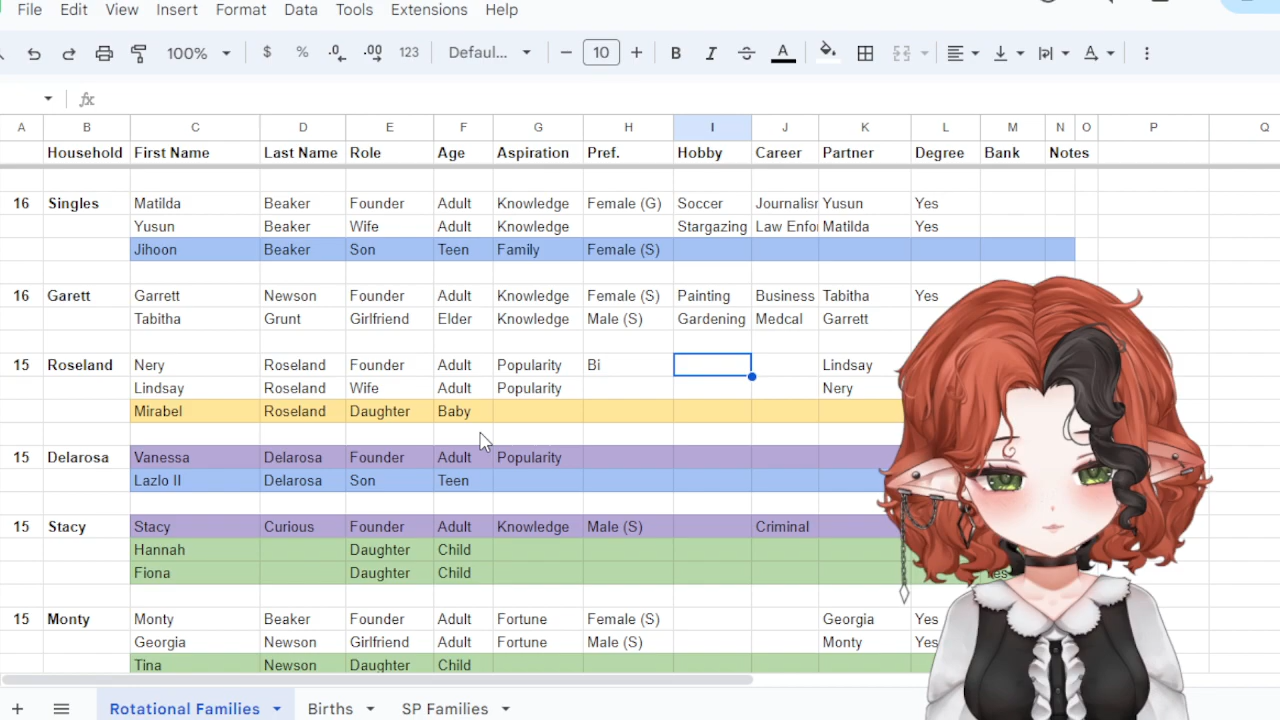 File Edit View Insert Format Data Tools Extensions Help
100% $ % .0 .00 123 Defaul... 10 B I A
fx
A B C D E F G H I J K L M N O P Q
Household First Name Last Name Role Age Aspiration Pref. Hobby Career Partner Degree Bank Notes
16 Singles Matilda Beaker Founder Adult Knowledge Female (G) Soccer Journalism Yusun Yes
Yusun Beaker Wife Adult Knowledge Stargazing Law Enfo Matilda Yes
Jihoon Beaker Son Teen Family Female (S)
16 Garett Garrett Newson Founder Adult Knowledge Female (S) Painting Business Tabitha Yes
Tabitha Grunt Girlfriend Elder Knowledge Male (S) Gardening Medcal Garrett
15 Roseland Nery Roseland Founder Adult Popularity Bi Lindsay
Lindsay Roseland Wife Adult Popularity Nery
Mirabel Roseland Daughter Baby
15 Delarosa Vanessa Delarosa Founder Adult Popularity
Lazlo II Delarosa Son Teen
15 Stacy Stacy Curious Founder Adult Knowledge Male (S) Criminal
Hannah Daughter Child
Fiona Daughter Child
15 Monty Monty Beaker Founder Adult Fortune Female (S) Georgia Yes
Georgia Newson Girlfriend Adult Fortune Male (S) Monty Yes
Tina Newson Daughter Child
Rotational Families Births SP Families